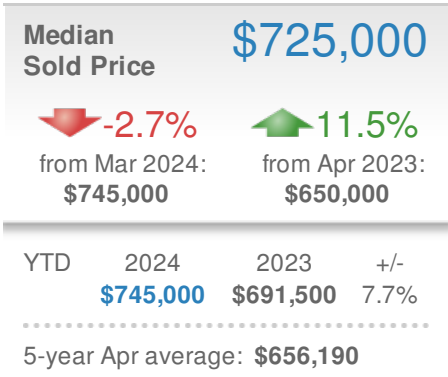 Median $725,000
Sold Price
-2.7% 11.5%
from Mar 2024: from Apr 2023:
$745,000 $650,000
YTD 2024 2023 +/-
$745,000 $691,500 7.7%
5-year Apr average: $656,190